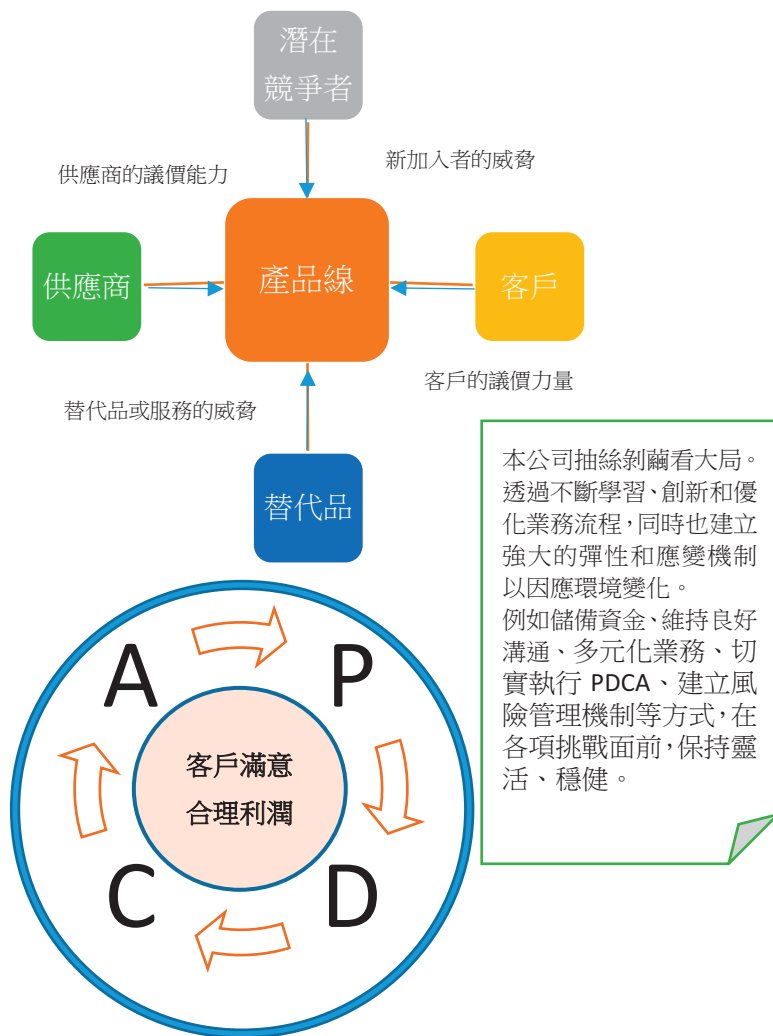 潛在
競爭者
供應商的議價能力
新加入者的威脅
供應商
產品線
客戶
替代品或服務的威脅
客戶的議價力量
替代品
本公司抽絲剝繭看大局。
透過不斷學習、創新和優
化業務流程，同時也建立
強大的彈性和應變機制
以因應環境變化。
例如儲備資金、維持良好
溝通、多元化業務、切
實執行 PDCA、建立風
險管理機制等方式，在
各項挑戰面前，保持靈
活、穩健。
A
P
客戶滿意
合理利潤
C
D